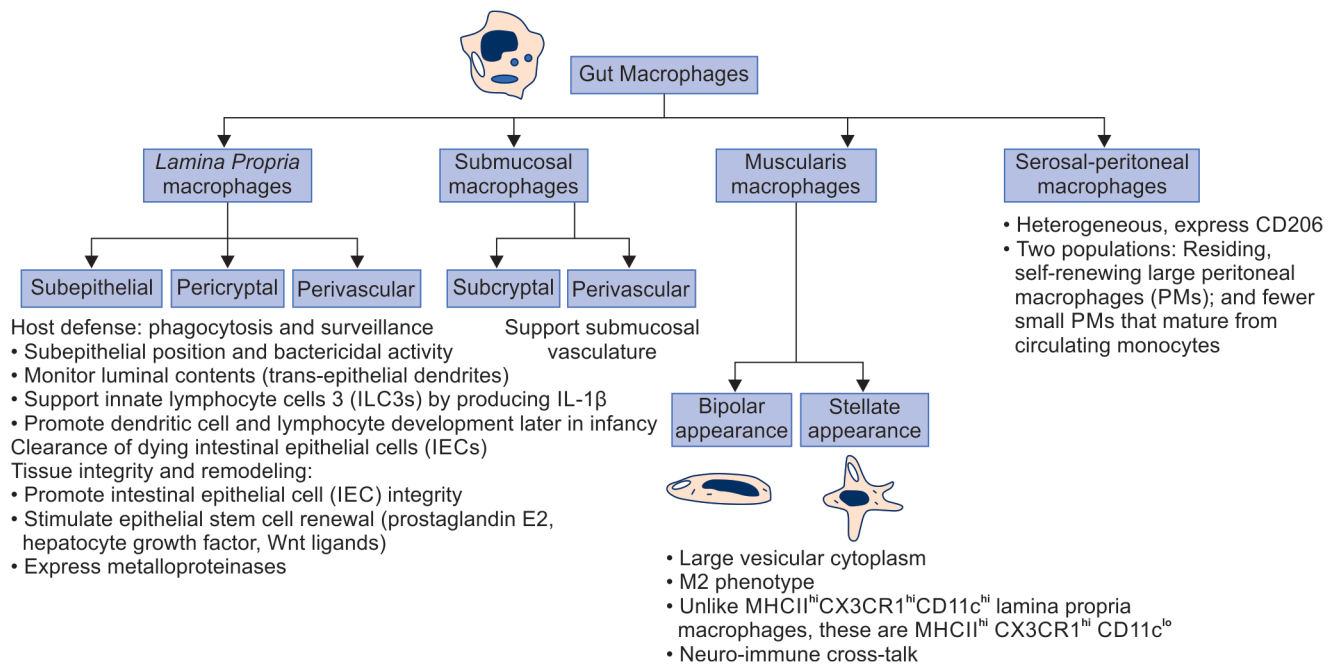 Gut Macrophages
Lamina Propria
macrophages
Submucosal
macrophages
Muscularis
macrophages
Serosal-peritoneal
macrophages
Subepithelial
Pericryptal
Perivascular
Host defense: phagocytosis and surveillance
• Subepithelial position and bactericidal activity
• Monitor luminal contents (trans-epithelial dendrites)
• Support innate lymphocyte cells 3 (ILC3s) by producing IL-1β
• Promote dendritic cell and lymphocyte development later in infancy
Clearance of dying intestinal epithelial cells (IECs)
Tissue integrity and remodeling:
• Promote intestinal epithelial cell (IEC) integrity
• Stimulate epithelial stem cell renewal (prostaglandin E2,
hepatocyte growth factor, Wnt ligands)
• Express metalloproteinases
Subcryptal
Perivascular
Support submucosal
vasculature
Bipolar
appearance
Stellate
appearance
• Large vesicular cytoplasm
• M2 phenotype
• Unlike MHCIIhiCX3CR1hiCD11chi lamina propria
macrophages, these are MHCIIhi CX3CR1hi CD11clo
• Neuro-immune cross-talk
• Heterogeneous, express CD206
• Two populations: Residing,
self-renewing large peritoneal
macrophages (PMs); and fewer
small PMs that mature from
circulating monocytes